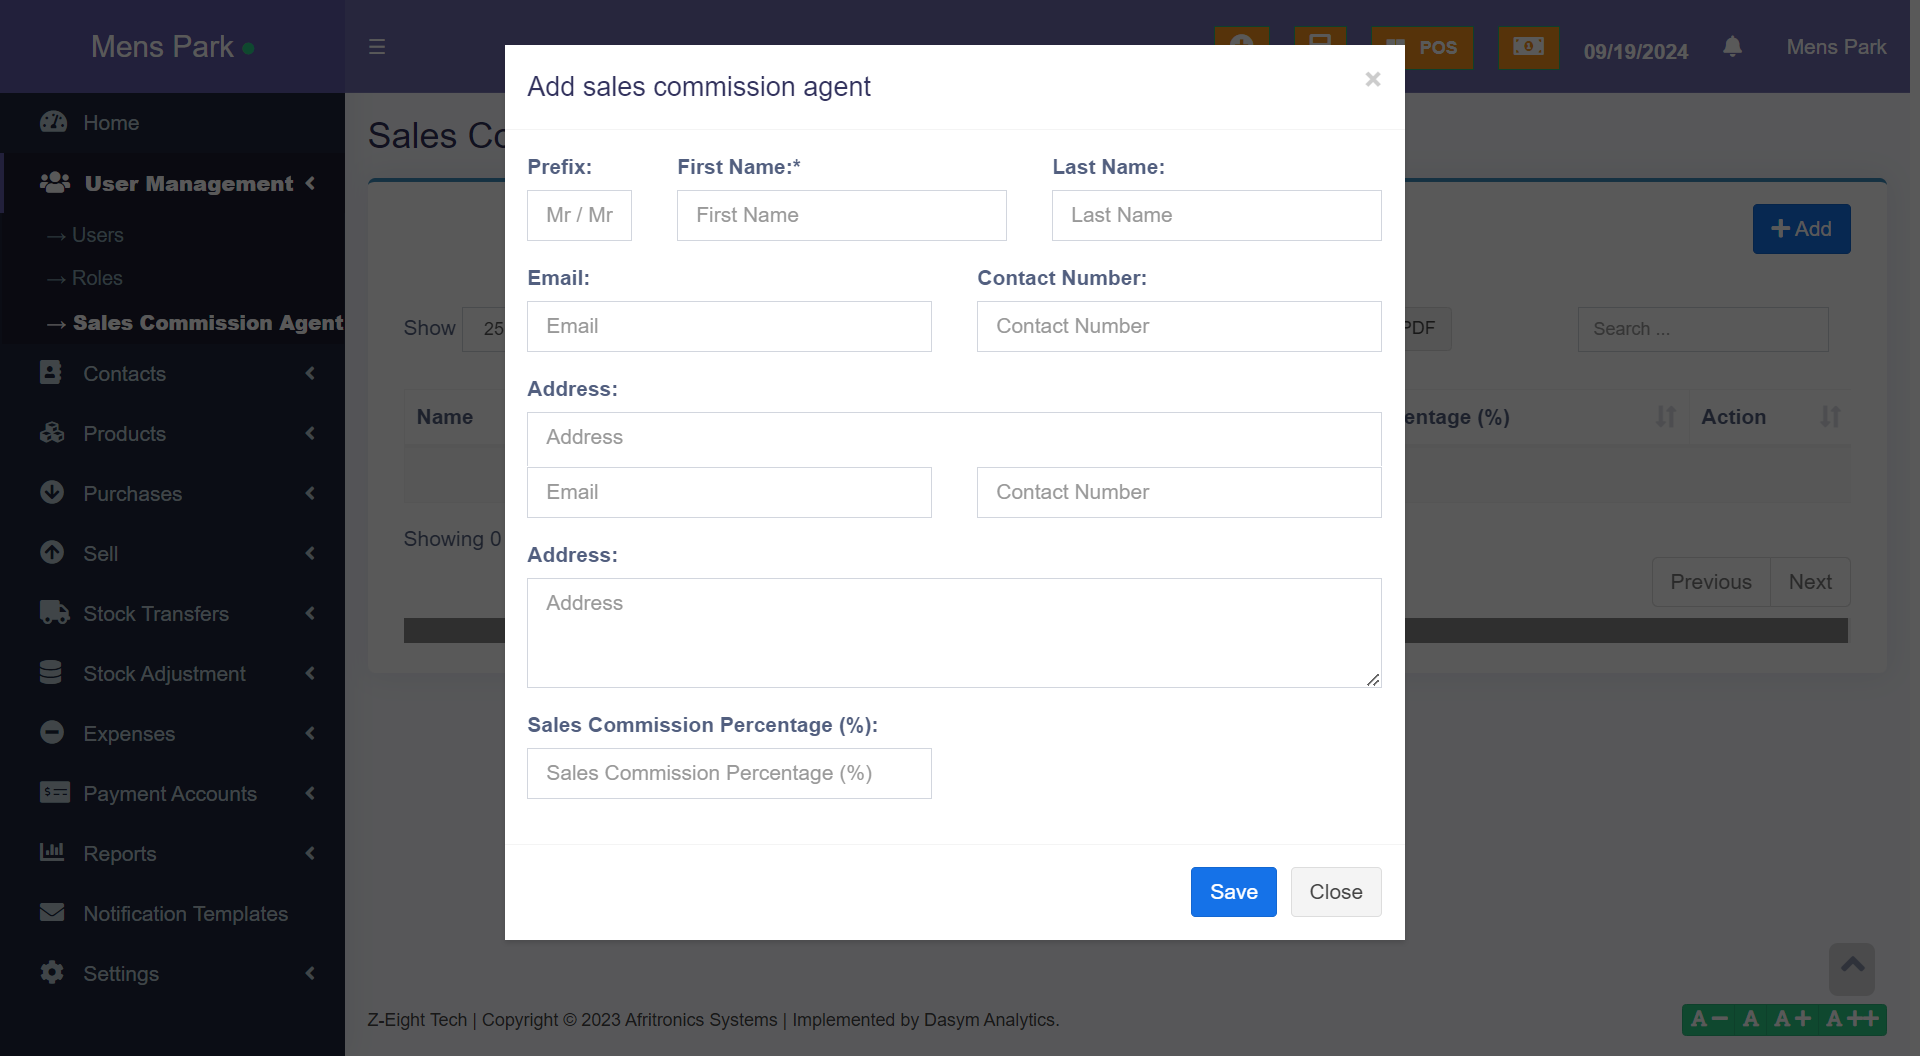 Mens Park
POS
09/19/2024
Mens Park
Home
User Management
→ Users
→ Roles
→ Sales Commission Agent
Contacts
Products
Purchases
Sell
Stock Transfers
Stock Adjustment
Expenses
Payment Accounts
Reports
Notification Templates
Settings
Sales Co
Add
Show 25
PDF
Search ...
Name
entage (%)
Action
Showing 0
Previous
Next
Add sales commission agent
×
Prefix:
First Name:*
Last Name:
Mr / Mr
First Name
Last Name
Email:
Contact Number:
Email
Contact Number
Address:
Address
Email
Contact Number
Address:
Address
Sales Commission Percentage (%):
Sales Commission Percentage (%)
Save
Close
Z-Eight Tech | Copyright © 2023 Afritronics Systems | Implemented by Dasym Analytics.
A− A A+ A++